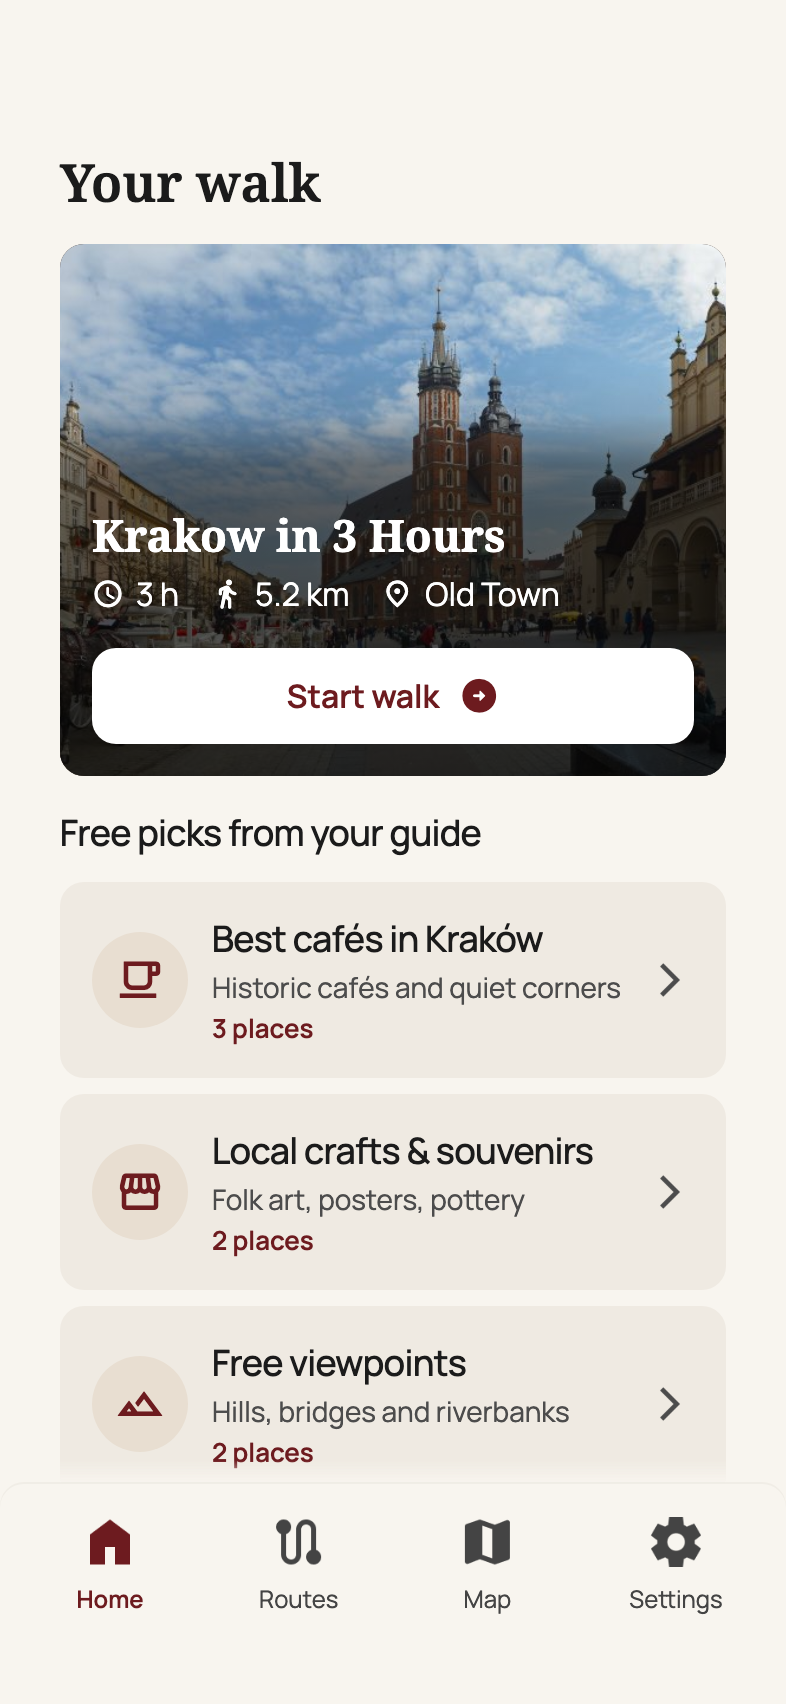 Your walk
Krakow in 3 Hours
3 h 5.2 km Old Town
Start walk
Free picks from your guide
Best cafés in Kraków
Historic cafés and quiet corners
3 places
Local crafts & souvenirs
Folk art, posters, pottery
2 places
Free viewpoints
Hills, bridges and riverbanks
2 places
Home Routes Map Settings